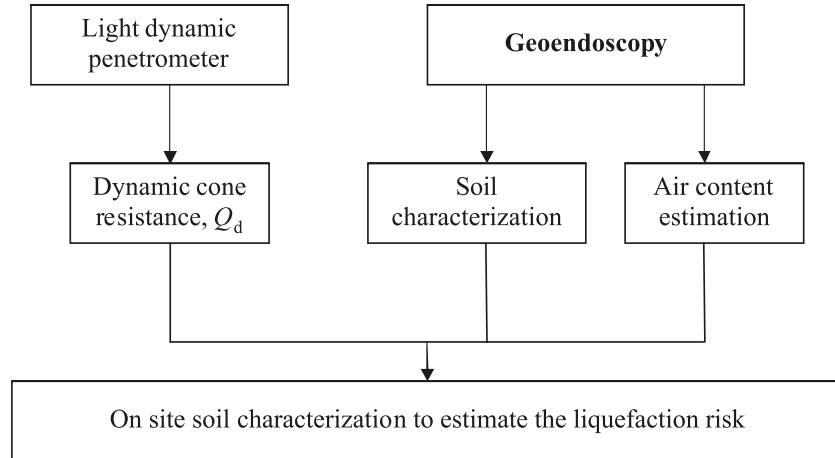 Light dynamic
penetrometer
Geoendoscopy
Dynamic cone
resistance, Qd
Soil
characterization
Air content
estimation
On site soil characterization to estimate the liquefaction risk